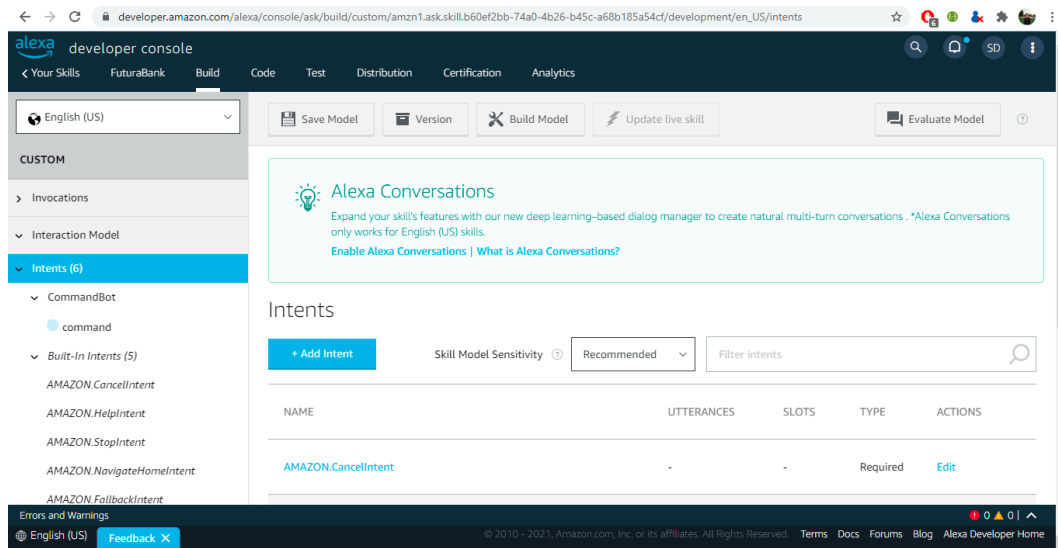 developer.amazon.com/alexa/console/ask/build/custom/amzn1.ask.skill.b60ef2bb-74a0-4b26-b45c-a68b185a54cf/development/en_US/intents
6
alexa developer console
SD
Your Skills FuturaBank Build Code Test Distribution Certification Analytics
English (US)
Save Model Version Build Model Update live skill Evaluate Model
CUSTOM
Invocations
Interaction Model
Intents (6)
CommandBot
command
Built-In Intents (5)
AMAZON.CancelIntent
AMAZON.HelpIntent
AMAZON.StopIntent
AMAZON.NavigateHomeIntent
AMAZON.FallbackIntent
Alexa Conversations
Expand your skill's features with our new deep learning–based dialog manager to create natural multi-turn conversations . *Alexa Conversations
only works for English (US) skills.
Enable Alexa Conversations | What is Alexa Conversations?
Intents
+ Add Intent Skill Model Sensitivity ? Recommended Filter intents
NAME UTTERANCES SLOTS TYPE ACTIONS
AMAZON.CancelIntent - - Required Edit
Errors and Warnings
0 0 |
English (US) Feedback X
© 2010 - 2021, Amazon.com, Inc. or its affiliates. All Rights Reserved. Terms Docs Forums Blog Alexa Developer Home